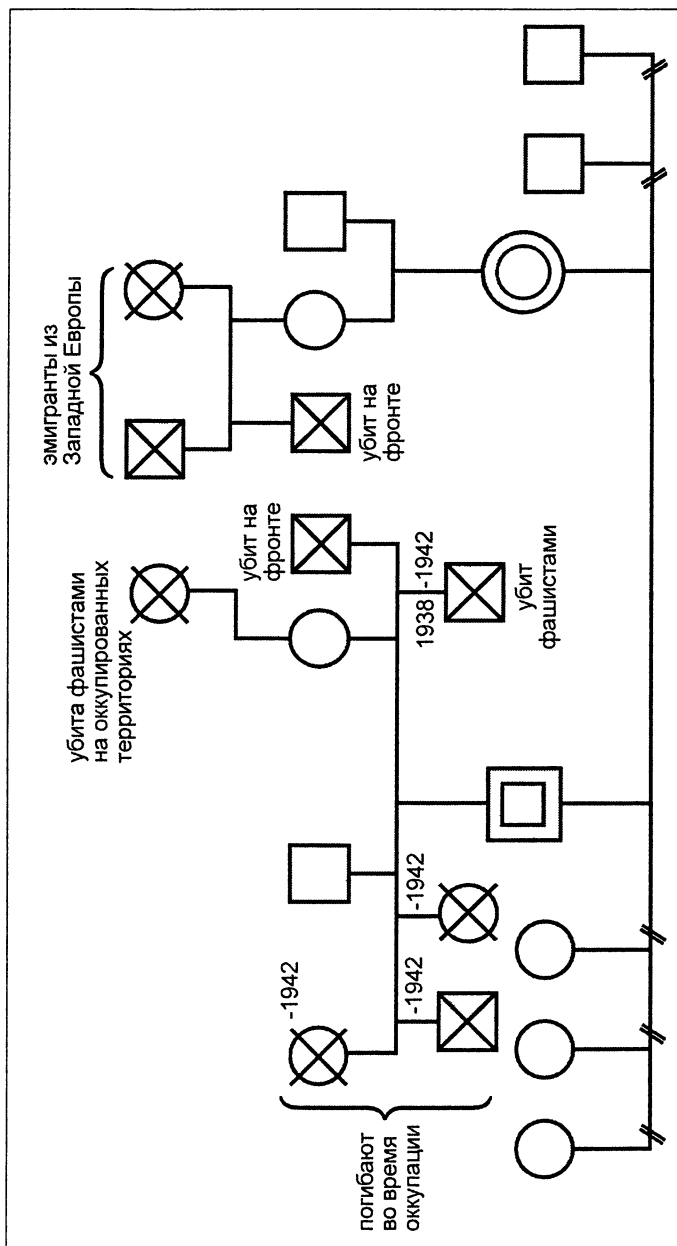 эмигранты из
Западной Европы
убита фашистами
на оккупированных
территориях
убит на
фронте
убит на
фронте
-1942
-1942
-1942
1938
-1942
убит
фашистами
погибают
во время
оккупации